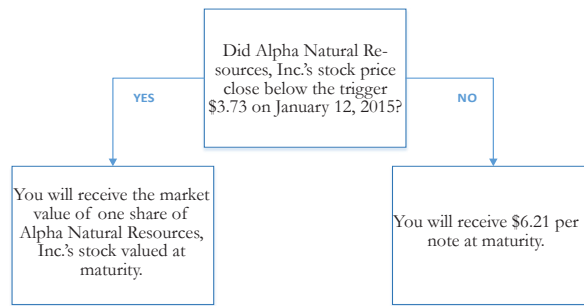 Did Alpha Natural Re-
sources, Inc.'s stock price
close below the trigger
$3.73 on January 12, 2015?
YES
NO
You will receive the market
value of one share of
Alpha Natural Resources,
Inc.'s stock valued at
maturity.
You will receive $6.21 per
note at maturity.